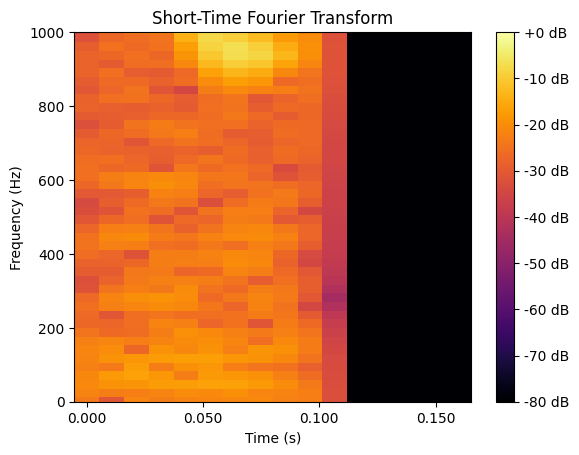 Short-Time Fourier Transform
1000
800
600
400
200
0
Frequency (Hz)
0.000
0.050
0.100
0.150
Time (s)
+0 dB
-10 dB
-20 dB
-30 dB
-40 dB
-50 dB
-60 dB
-70 dB
-80 dB